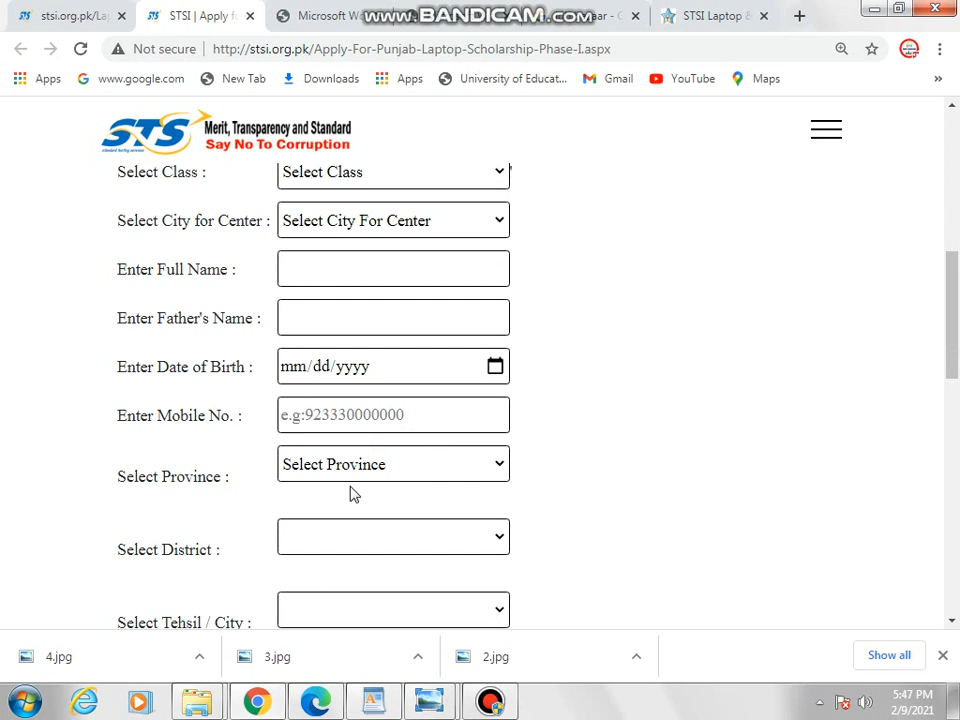 stsi.org.pk/La
STSI | Apply f
Microsoft W
www.BANDICAM.com
aar - G
STSI Laptop &
Not secure
http://stsi.org.pk/Apply-For-Punjab-Laptop-Scholarship-Phase-I.aspx
Apps
www.google.com
New Tab
Downloads
Apps
University of Educat...
Gmail
YouTube
Maps
»
STS
Merit, Transparency and Standard
Say No To Corruption
Select Class :
Select Class
Select City for Center :
Select City For Center
Enter Full Name :
Enter Father's Name :
Enter Date of Birth :
mm/dd/yyyy
Enter Mobile No. :
e.g:923330000000
Select Province :
Select Province
Select District :
Select Tehsil / City :
4.jpg
3.jpg
2.jpg
Show all
5:47 PM
2/9/2021